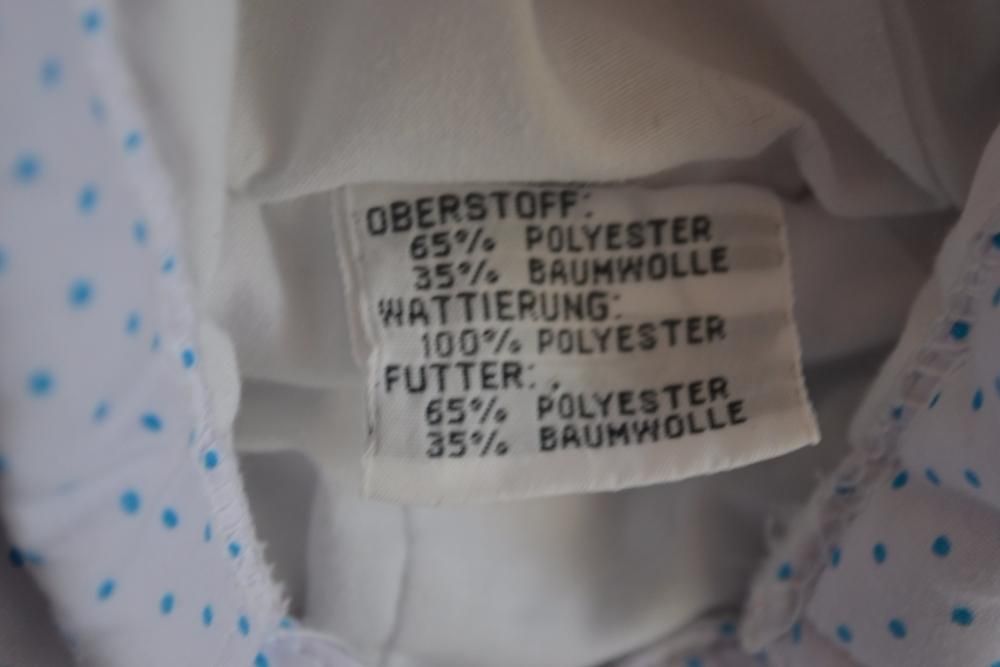 OBERSTOFF:
65% POLYESTER
35% BAUMWOLLE
WATTIERUNG:
100% POLYESTER
FUTTER:
65% POLYESTER
35% BAUMWOLLE